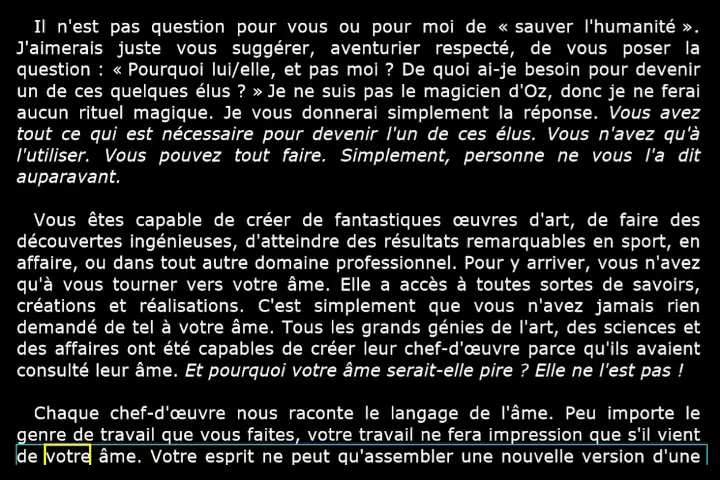 Il n'est pas question pour vous ou pour moi de « sauver l'humanité ».
J'aimerais juste vous suggérer, aventurier respecté, de vous poser la
question : « Pourquoi lui/elle, et pas moi ? De quoi ai-je besoin pour devenir
un de ces quelques élus ? » Je ne suis pas le magicien d'Oz, donc je ne ferai
aucun rituel magique. Je vous donnerai simplement la réponse. Vous avez
tout ce qui est nécessaire pour devenir l'un de ces élus. Vous n'avez qu'à
l'utiliser. Vous pouvez tout faire. Simplement, personne ne vous l'a dit
auparavant.
Vous êtes capable de créer de fantastiques œuvres d'art, de faire des
découvertes ingénieuses, d'atteindre des résultats remarquables en sport, en
affaire, ou dans tout autre domaine professionnel. Pour y arriver, vous n'avez
qu'à vous tourner vers votre âme. Elle a accès à toutes sortes de savoirs,
créations et réalisations. C'est simplement que vous n'avez jamais rien
demandé de tel à votre âme. Tous les grands génies de l'art, des sciences et
des affaires ont été capables de créer leur chef-d'œuvre parce qu'ils avaient
consulté leur âme. Et pourquoi votre âme serait-elle pire ? Elle ne l'est pas !
Chaque chef-d'œuvre nous raconte le langage de l'âme. Peu importe le
genre de travail que vous faites, votre travail ne fera impression que s'il vient
de votre âme. Votre esprit ne peut qu'assembler une nouvelle version d'une